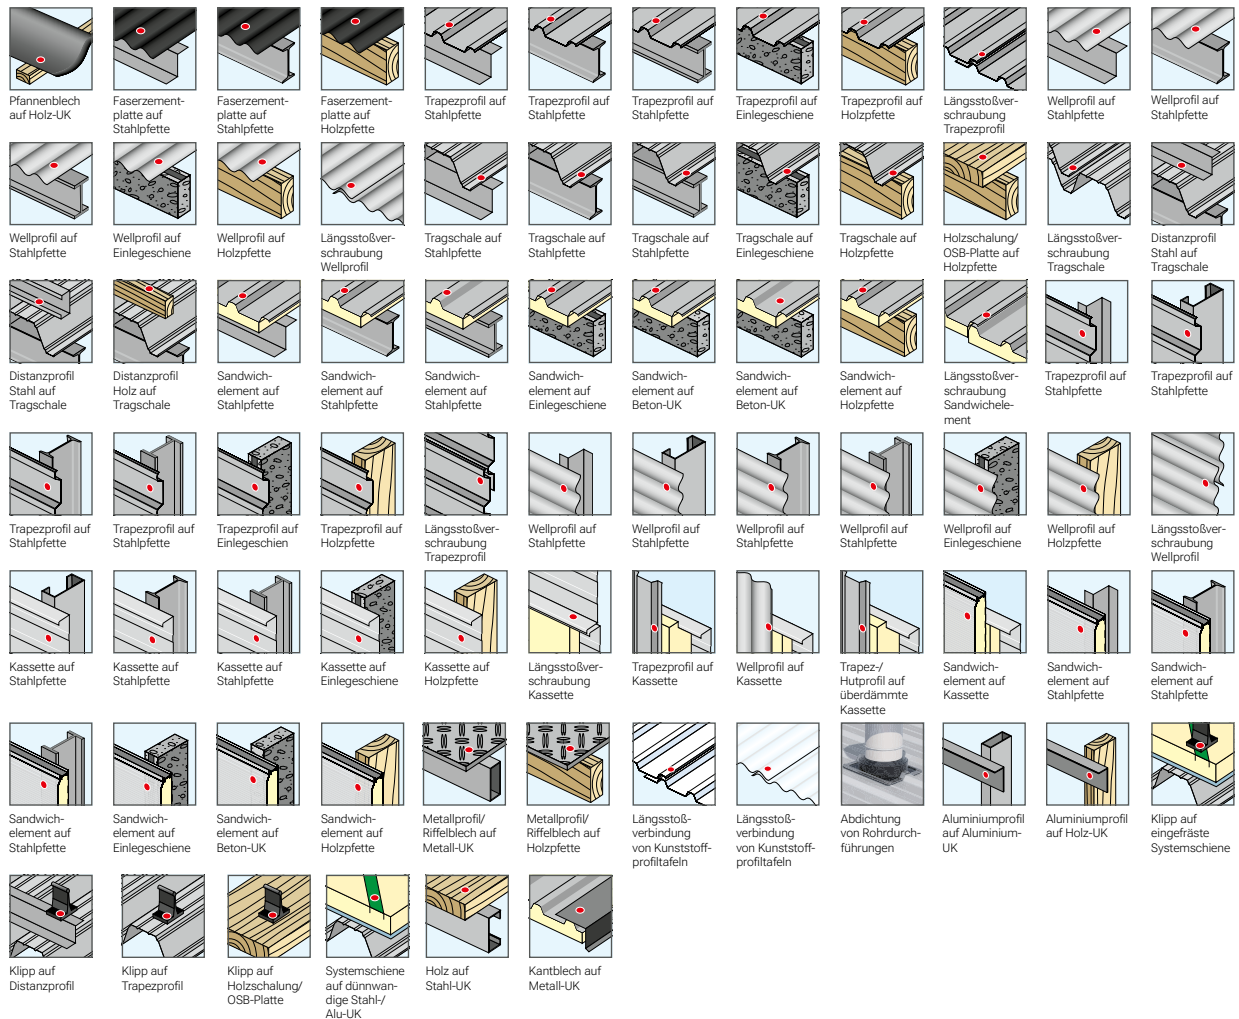 Pfannenblech
auf Holz-UK
Faserzement-
platte auf
Stahlpfette
Faserzement-
platte auf
Stahlpfette
Faserzement-
platte auf
Holzpfette
Trapezprofil auf
Stahlpfette
Trapezprofil auf
Stahlpfette
Trapezprofil auf
Stahlpfette
Trapezprofil auf
Einlegeschiene
Trapezprofil auf
Holzpfette
Längsstoßver-
schraubung
Trapezprofil
Wellprofil auf
Stahlpfette
Wellprofil auf
Stahlpfette
Wellprofil auf
Stahlpfette
Wellprofil auf
Einlegeschiene
Wellprofil auf
Holzpfette
Längsstoßver-
schraubung
Wellprofil
Tragschale auf
Stahlpfette
Tragschale auf
Stahlpfette
Tragschale auf
Stahlpfette
Tragschale auf
Einlegeschiene
Tragschale auf
Holzpfette
Holzschalung/
OSB-Platte auf
Holzpfette
Längsstoßver-
schraubung
Tragschale
Distanzprofil
Stahl auf
Tragschale
Distanzprofil
Stahl auf
Tragschale
Distanzprofil
Holz auf
Tragschale
Sandwich-
element auf
Stahlpfette
Sandwich-
element auf
Stahlpfette
Sandwich-
element auf
Stahlpfette
Sandwich-
element auf
Einlegeschiene
Sandwich-
element auf
Beton-UK
Sandwich-
element auf
Beton-UK
Sandwich-
element auf
Holzpfette
Längsstoßver-
schraubung
Sandwichele-
ment
Trapezprofil auf
Stahlpfette
Trapezprofil auf
Stahlpfette
Trapezprofil auf
Stahlpfette
Trapezprofil auf
Stahlpfette
Trapezprofil auf
Einlegeschien
Trapezprofil auf
Holzpfette
Längsstoßver-
schraubung
Trapezprofil
Wellprofil auf
Stahlpfette
Wellprofil auf
Stahlpfette
Wellprofil auf
Stahlpfette
Wellprofil auf
Stahlpfette
Wellprofil auf
Einlegeschiene
Wellprofil auf
Holzpfette
Längsstoßver-
schraubung
Wellprofil
Kassette auf
Stahlpfette
Kassette auf
Stahlpfette
Kassette auf
Stahlpfette
Kassette auf
Einlegeschiene
Kassette auf
Holzpfette
Längsstoßver-
schraubung
Kassette
Trapezprofil auf
Kassette
Wellprofil auf
Kassette
Trapez-/
Hutprofil auf
überdämmte
Kassette
Sandwich-
element auf
Kassette
Sandwich-
element auf
Stahlpfette
Sandwich-
element auf
Stahlpfette
Sandwich-
element auf
Stahlpfette
Sandwich-
element auf
Einlegeschiene
Sandwich-
element auf
Beton-UK
Sandwich-
element auf
Holzpfette
Metallprofil/
Riffelblech auf
Metall-UK
Metallprofil/
Riffelblech auf
Holzpfette
Längsstoß-
verbindung
von Kunststoff-
profiltafeln
Längsstoß-
verbindung
von Kunststoff-
profiltafeln
Abdichtung
von Rohrdurch-
führungen
Aluminiumprofil
auf Aluminium-
UK
Aluminiumprofil
auf Holz-UK
Klipp auf
eingefräste
Systemschiene
Klipp auf
Distanzprofil
Klipp auf
Trapezprofil
Klipp auf
Holzschalung/
OSB-Platte
Systemschiene
auf dünnwan-
dige Stahl-/
Alu-UK
Holz auf
Stahl-UK
Kantblech auf
Metall-UK